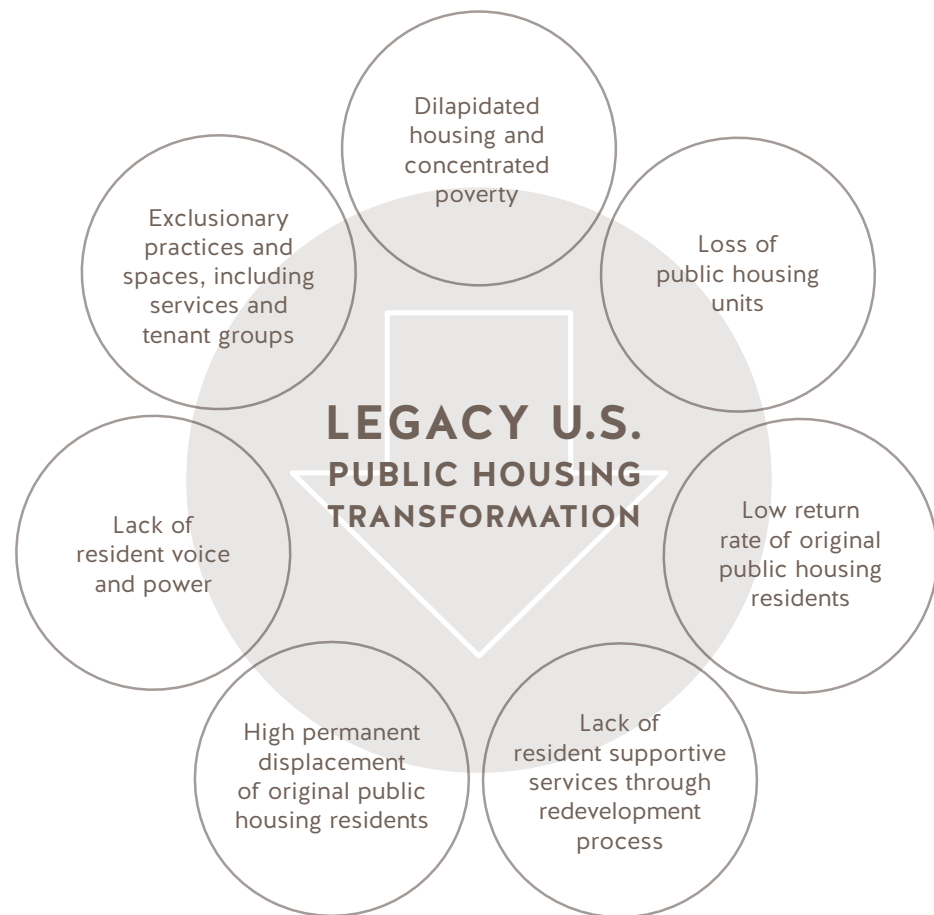 Dilapidated
housing and
concentrated
poverty
Exclusionary
practices and
spaces, including
services and
tenant groups
Loss of
public housing
units
LEGACY U.S.
PUBLIC HOUSING
TRANSFORMATION
Lack of
resident voice
and power
Low return
rate of original
public housing
residents
High permanent
displacement
of original public
housing residents
Lack of
resident supportive
services through
redevelopment
process